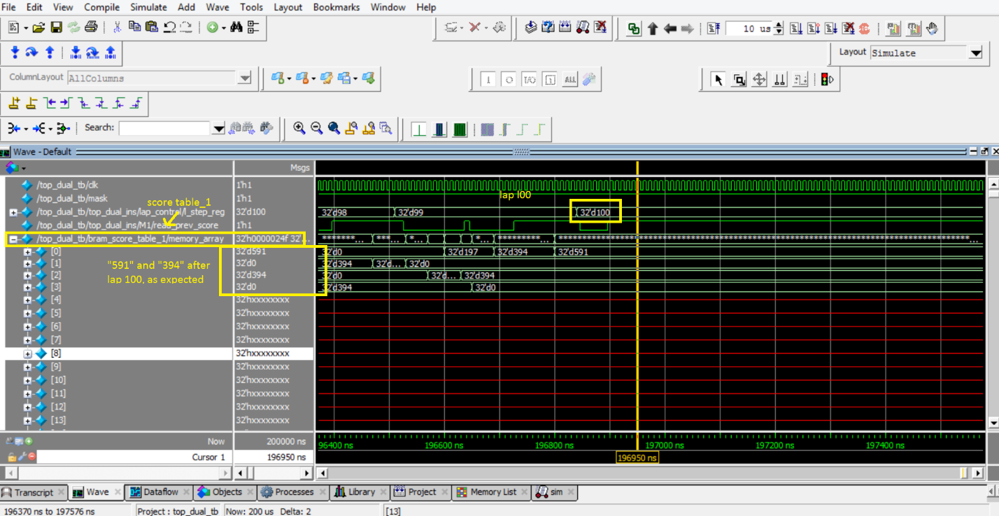 File Edit View Compile Simulate Add Wave Tools Layout Bookmarks Window Help
10 us
Layout Simulate
ColumnLayout AllColumns
ALL
Search:
Wave - Default
Msgs
/top_dual_tb/clk 1'h1
/top_dual_tb/mask 1'h1
lap l00
score table_1
/top_dual_tb/top_dual_ins/lap_control/l_step_reg 32'd100 32'd98 32'd99 32'd100
/top_dual_tb/top_dual_ins/M1/read_prev_score 1'h1
/top_dual_tb/bram_score_table_1/memory_array 32'h0000024f 32'...
[0] 32'd591 32'd0 32'd197 32'd394 32'd591
[1] 32'd0 32'd394 32'd... 32'd0
[2] 32'd394 32'd0 32'd... 32'd394
[3] 32'd0 32'd394 32'd0
"591" and "394" after
lap 100, as expected
[4] 32'hxxxxxxxx
[5] 32'hxxxxxxxx
[6] 32'hxxxxxxxx
[7] 32'hxxxxxxxx
[8] 32'hxxxxxxxx
[9] 32'hxxxxxxxx
[10] 32'hxxxxxxxx
[11] 32'hxxxxxxxx
[12] 32'hxxxxxxxx
[13] 32'hxxxxxxxx
Now 200000 ns 96400 ns 196600 ns 196800 ns 197000 ns 197200 ns 197400 ns
Cursor 1 196950 ns 196950 ns
Transcript Wave Dataflow Objects Processes Library Project Memory List sim
196370 ns to 197576 ns Project : top_dual_tb Now: 200 us Delta: 2 [13]